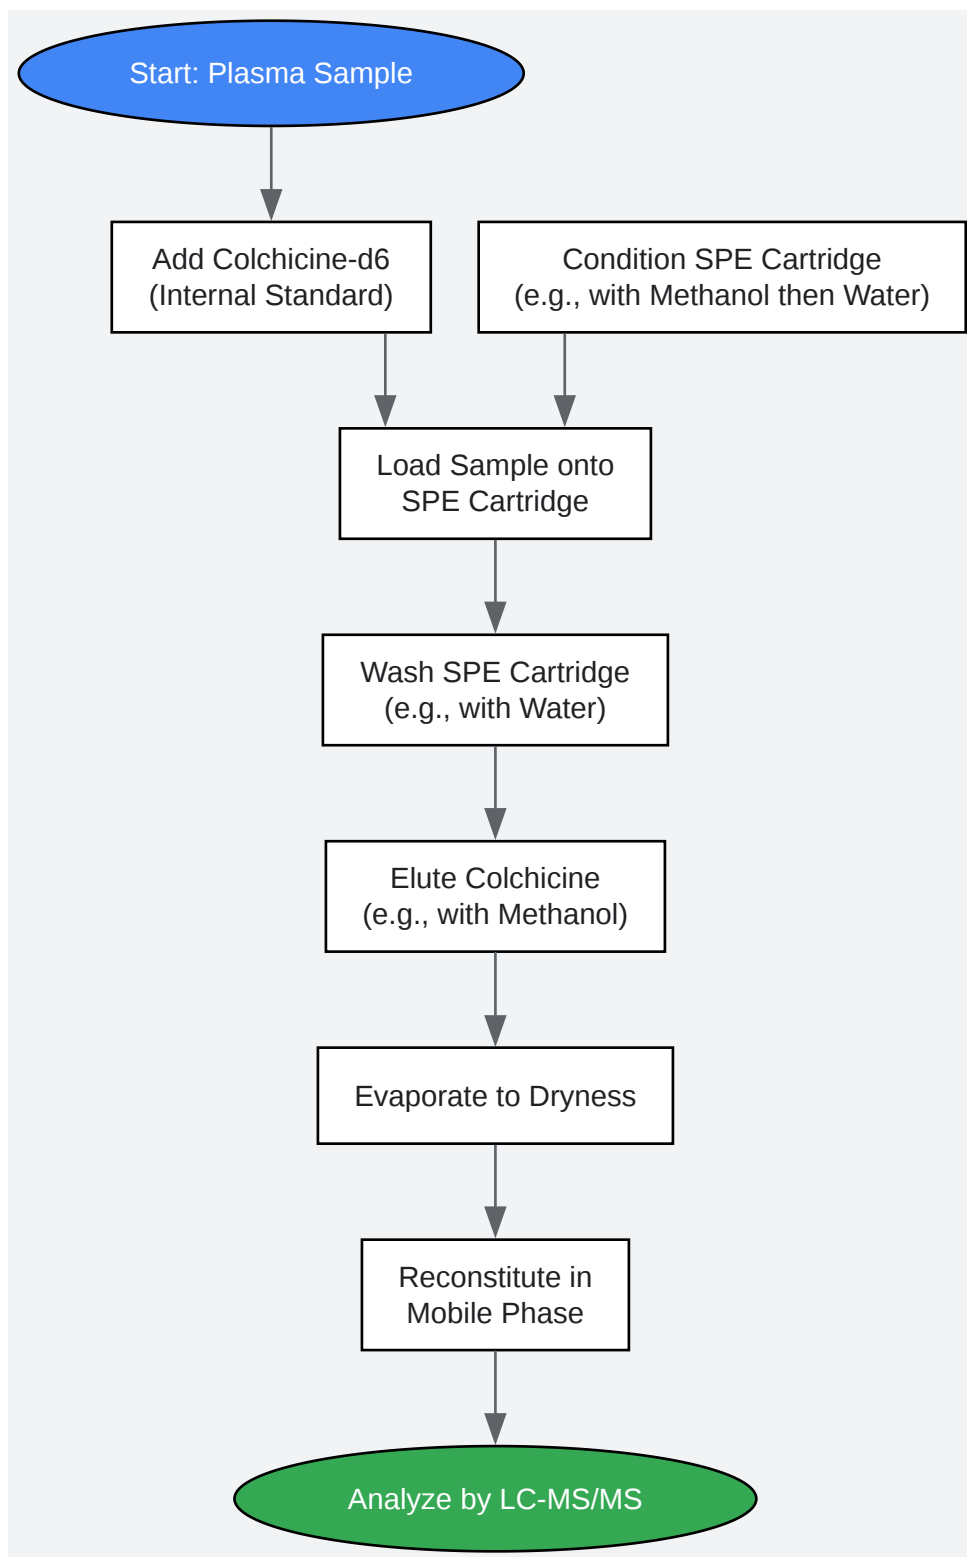 Start: Plasma Sample
Add Colchicine-d6
(Internal Standard)
Condition SPE Cartridge
(e.g., with Methanol then Water)
Load Sample onto
SPE Cartridge
Wash SPE Cartridge
(e.g., with Water)
Elute Colchicine
(e.g., with Methanol)
Evaporate to Dryness
Reconstitute in
Mobile Phase
Analyze by LC-MS/MS